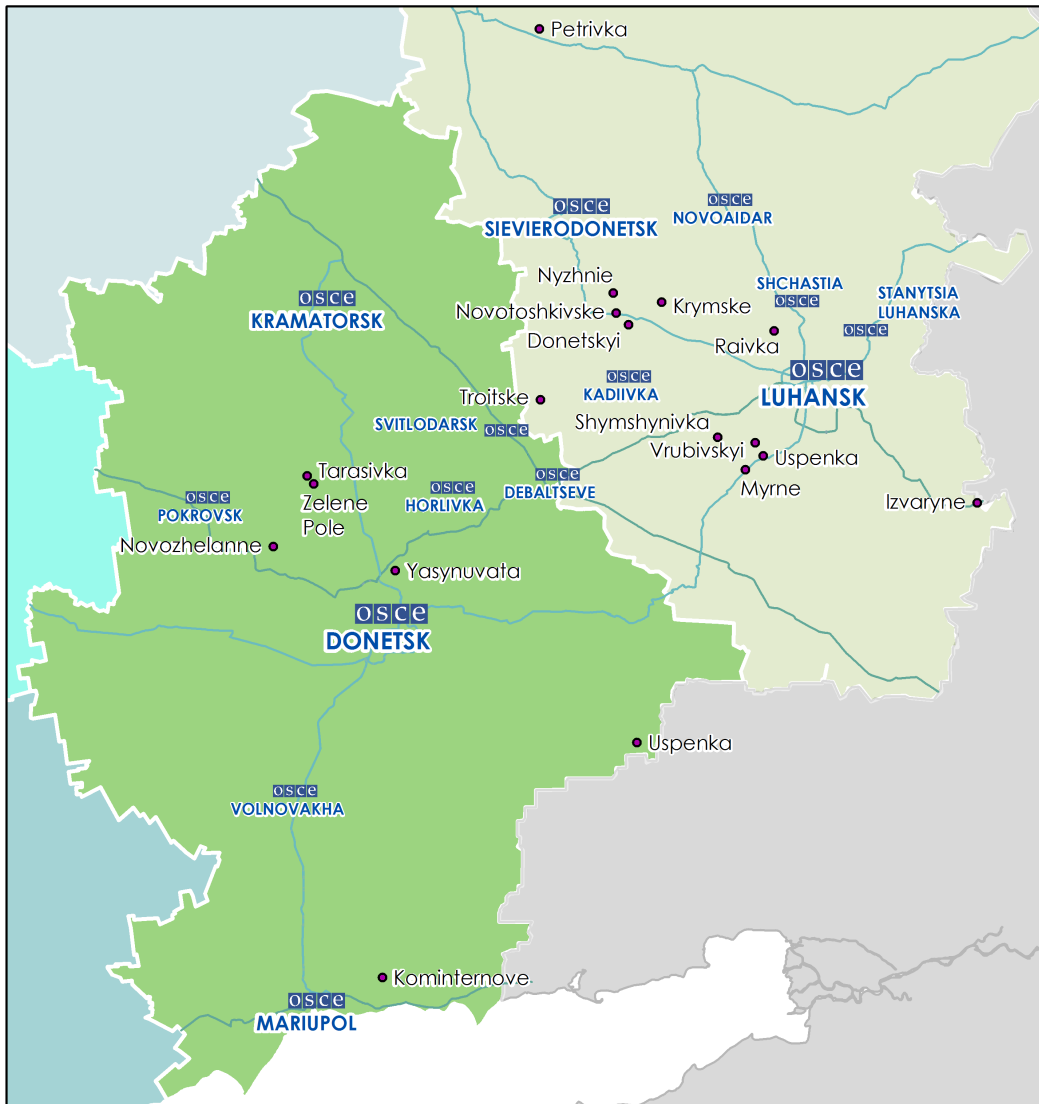 Petrivka
osce
NOVOAIDAR
osce
SIEVIERODONETSK
Nyzhnie
Krymske
Novotoshkivske
Donetskyi
SHCHASTIA
osce
STANYTSIA
LUHANSKA
osce
Raivka
osce
KRAMATORSK
osce
LUHANSK
osce
KADIIVKA
Troitske
SVITLODARSK
osce
Shymshynivka
Vrubivskyi
Uspenka
Myrne
Izvaryne
osce
DEBALTSEVE
Tarasivka
Zelene
Pole
osce
HORLIVKA
osce
POKROVSK
Novozhelanne
Yasynuvata
osce
DONETSK
Uspenka
osce
VOLNOVAKHA
Kominternove
osce
MARIUPOL